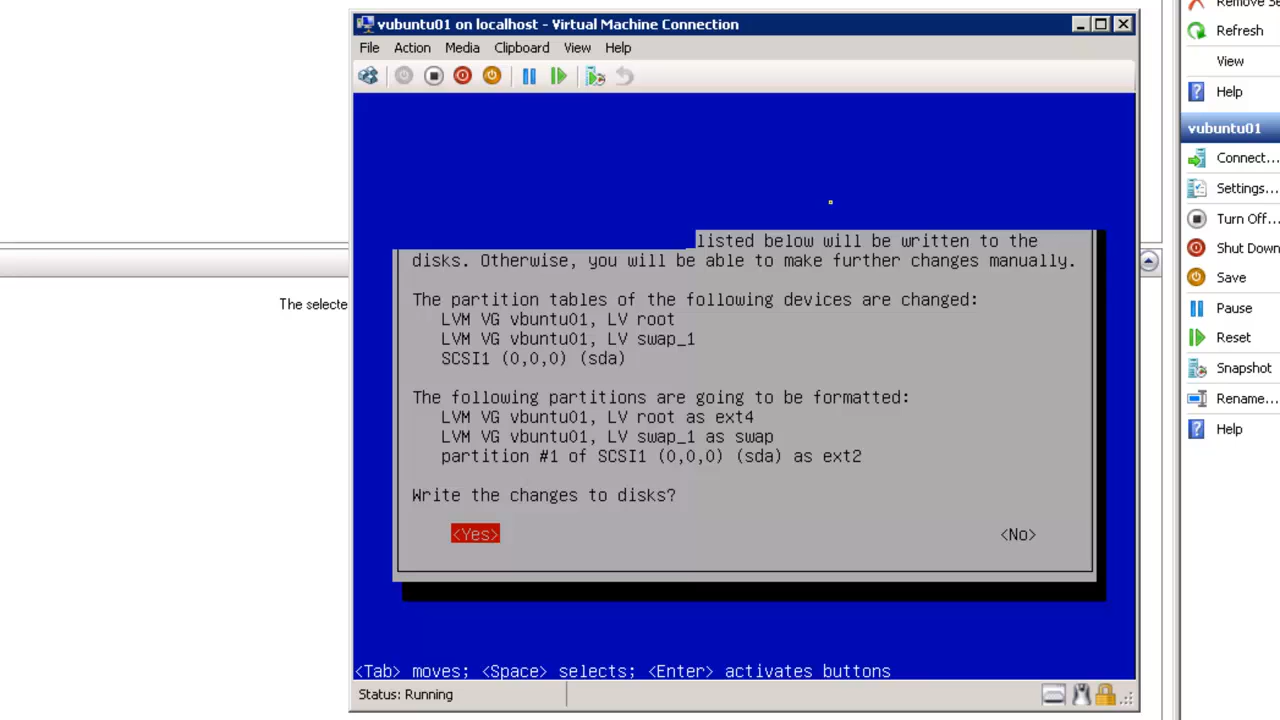 vubuntu01 on localhost - Virtual Machine Connection
File Action Media Clipboard View Help
listed below will be written to the
disks. Otherwise, you will be able to make further changes manually.
The partition tables of the following devices are changed:
LVM VG vbuntu01, LV root
LVM VG vbuntu01, LV swap_1
SCSI1 (0,0,0) (sda)
The following partitions are going to be formatted:
LVM VG vbuntu01, LV root as ext4
LVM VG vbuntu01, LV swap_1 as swap
partition #1 of SCSI1 (0,0,0) (sda) as ext2
Write the changes to disks?
<Yes> <No>
<Tab> moves; <Space> selects; <Enter> activates buttons
Status: Running
The selecte
Remove Se
Refresh
View
Help
vubuntu01
Connect...
Settings...
Turn Off...
Shut Down
Save
Pause
Reset
Snapshot
Rename...
Help